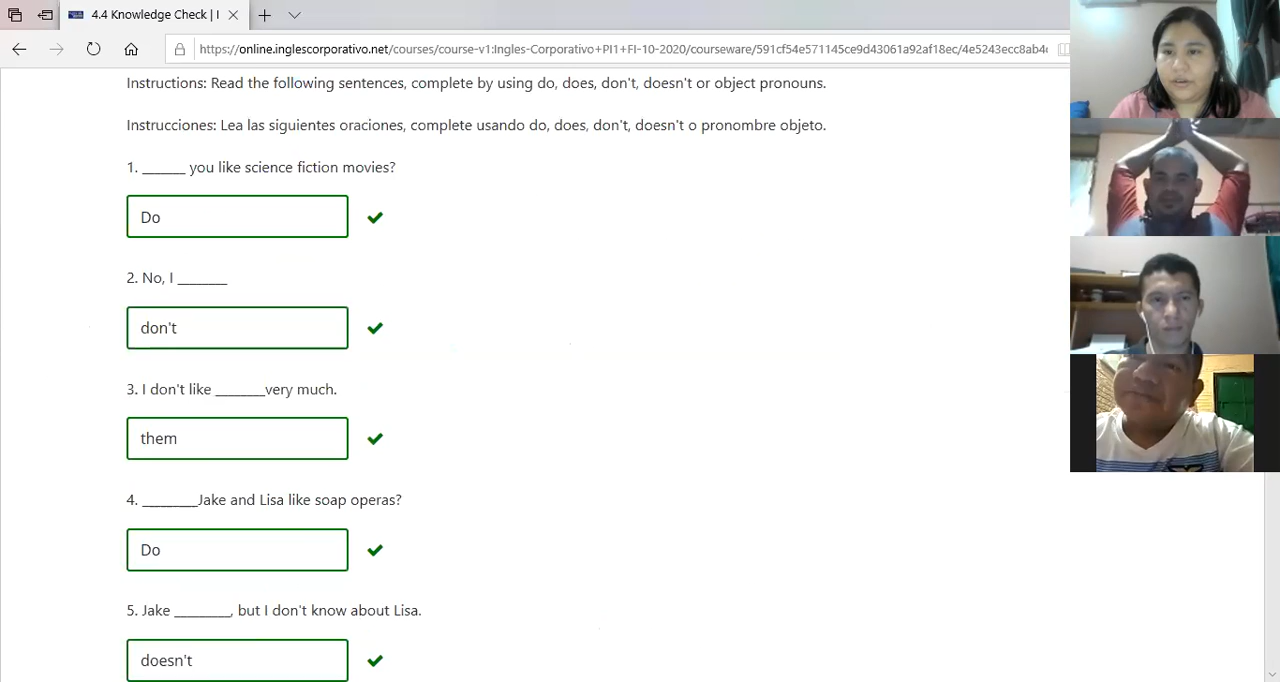 4.4 Knowledge Check | I
https://online.inglescorporativo.net/courses/course-v1:Ingles-Corporativo+PI1+FI-10-2020/courseware/591cf54e571145ce9d43061a92af18ec/4e5243ecc8ab4c
Instructions: Read the following sentences, complete by using do, does, don't, doesn't or object pronouns.
Instrucciones: Lea las siguientes oraciones, complete usando do, does, don't, doesn't o pronombre objeto.
1. ______ you like science fiction movies?
Do
2. No, I _______
don't
3. I don't like _______very much.
them
4. ________Jake and Lisa like soap operas?
Do
5. Jake ________, but I don't know about Lisa.
doesn't